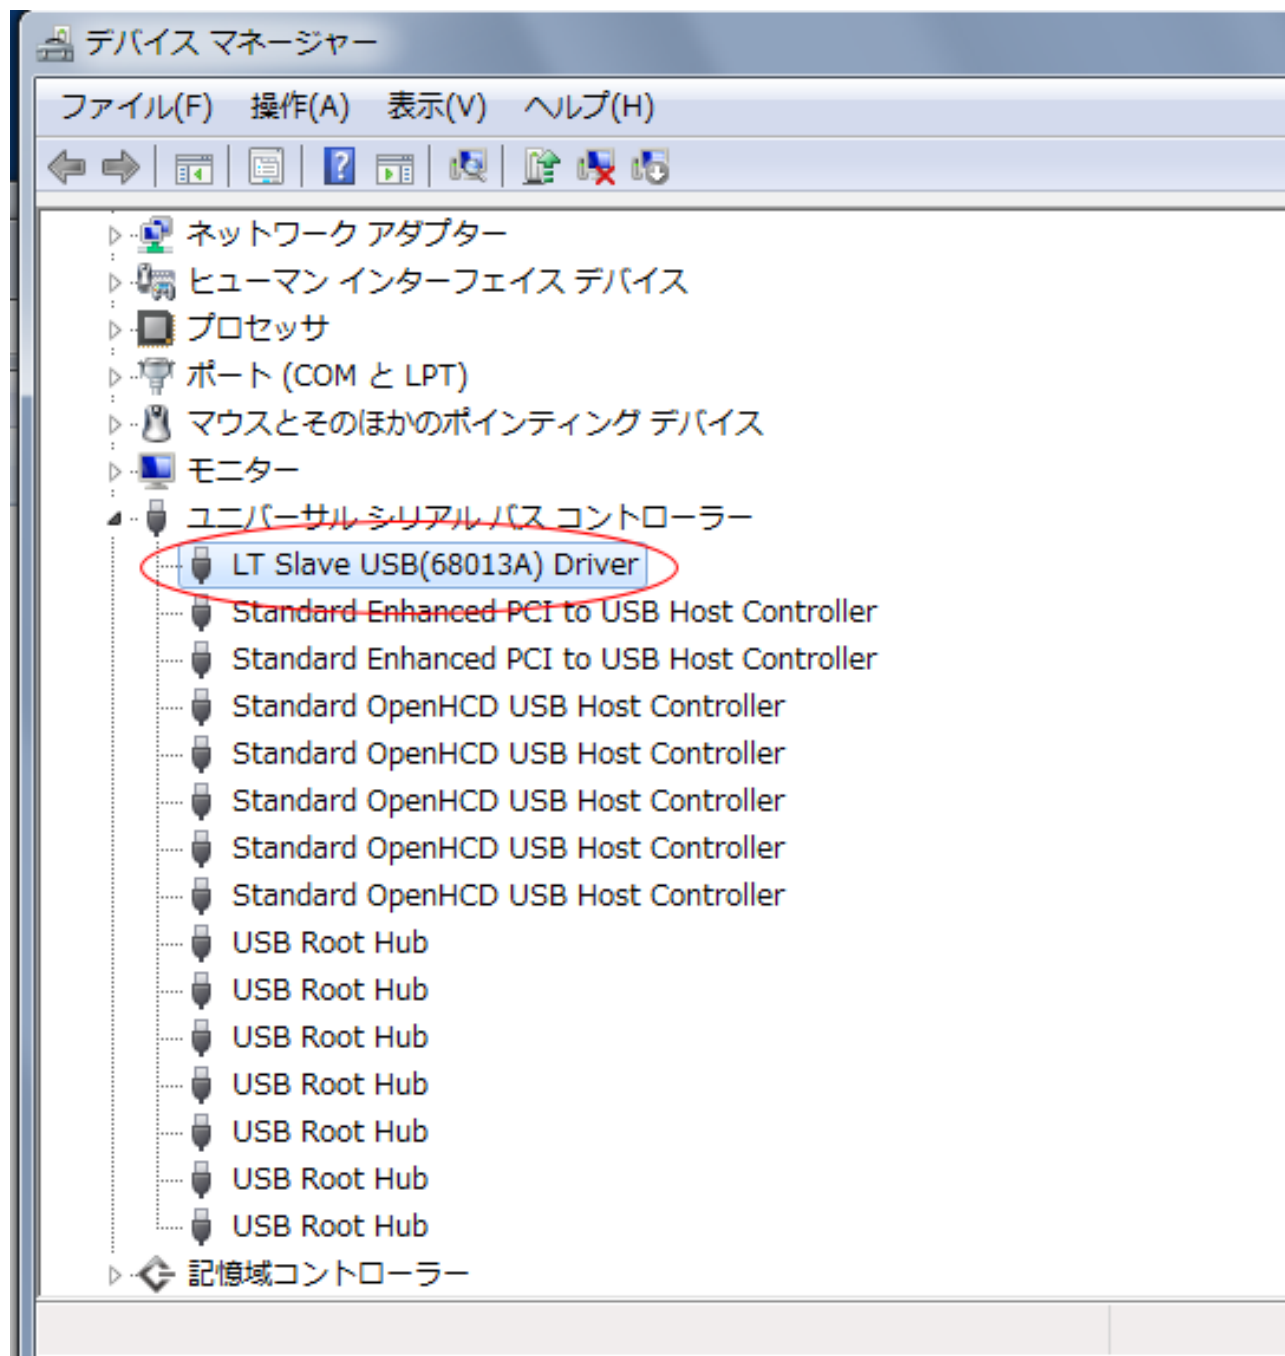 デバイス マネージャー
ファイル(F) 操作(A) 表示(V) ヘルプ(H)
ネットワーク アダプター
ヒューマン インターフェイス デバイス
プロセッサ
ポート (COM と LPT)
マウスとそのほかのポインティング デバイス
モニター
ユニバーサル シリアル バス コントローラー
LT Slave USB(68013A) Driver
Standard Enhanced PCI to USB Host Controller
Standard Enhanced PCI to USB Host Controller
Standard OpenHCD USB Host Controller
Standard OpenHCD USB Host Controller
Standard OpenHCD USB Host Controller
Standard OpenHCD USB Host Controller
Standard OpenHCD USB Host Controller
USB Root Hub
USB Root Hub
USB Root Hub
USB Root Hub
USB Root Hub
USB Root Hub
USB Root Hub
記憶域コントローラー